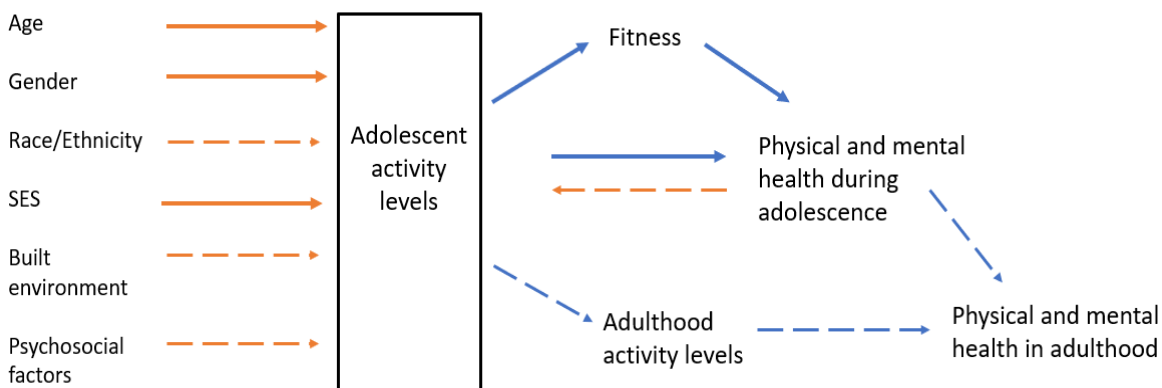 Age
Gender
Race/Ethnicity
SES
Built
environment
Psychosocial
factors
Adolescent
activity
levels
Fitness
Physical and mental
health during
adolescence
Adulthood
activity levels
Physical and mental
health in adulthood